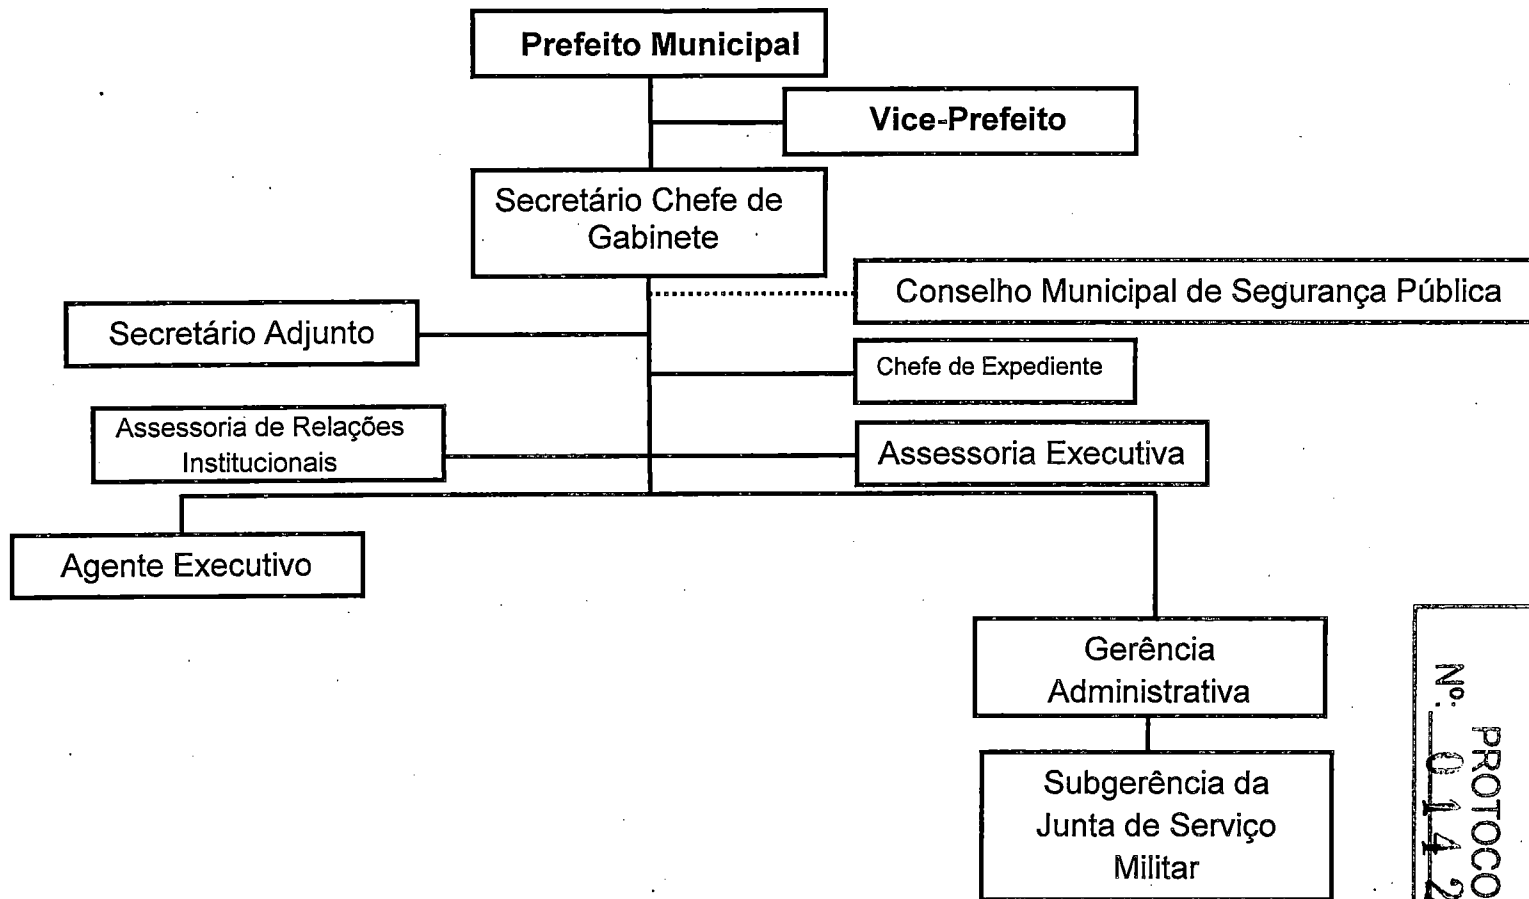 Prefeito Municipal
Vice-Prefeito
Secretário Chefe de
Gabinete
Conselho Municipal de Segurança Pública
Secretário Adjunto
Chefe de Expediente
Assessoria de Relações
Institucionais
Assessoria Executiva
Agente Executivo
Gerência
Administrativa
Subgerência da
Junta de Serviço
Militar
PROTOCO
Nº. 0142